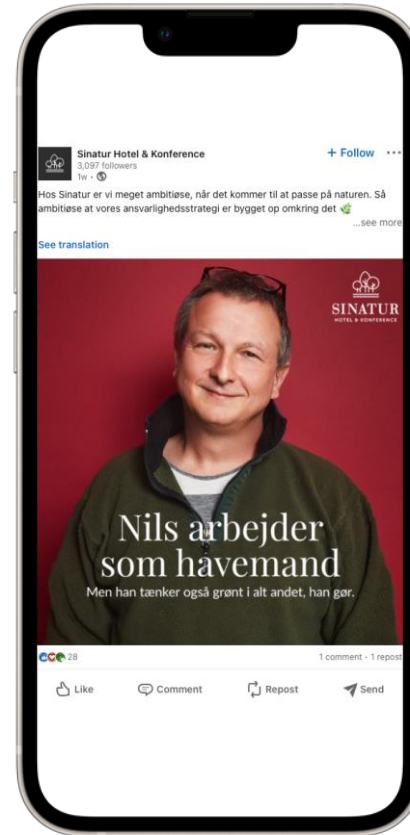 Sinatur Hotel & Konference
3,097 followers
1w •
+ Follow ...
Hos Sinatur er vi meget ambitiøse, når det kommer til at passe på naturen. Så
ambitiøse at vores ansvarlighedsstrategi er bygget op omkring det 🌿
...see more
See translation
SINATUR
HOTEL & KONFERENCE
Nils arbejder
som havemand
Men han tænker også grønt i alt andet, han gør.
28
1 comment · 1 repost
Like
Comment
Repost
Send